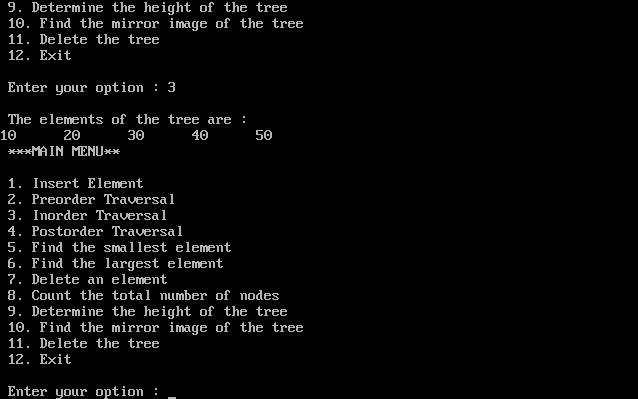 9. Determine the height of the tree
10. Find the mirror image of the tree
11. Delete the tree
12. Exit
Enter your option : 3
The elements of the tree are :
10 20 30 40 50
***MAIN MENU**
1. Insert Element
2. Preorder Traversal
3. Inorder Traversal
4. Postorder Traversal
5. Find the smallest element
6. Find the largest element
7. Delete an element
8. Count the total number of nodes
9. Determine the height of the tree
10. Find the mirror image of the tree
11. Delete the tree
12. Exit
Enter your option : _